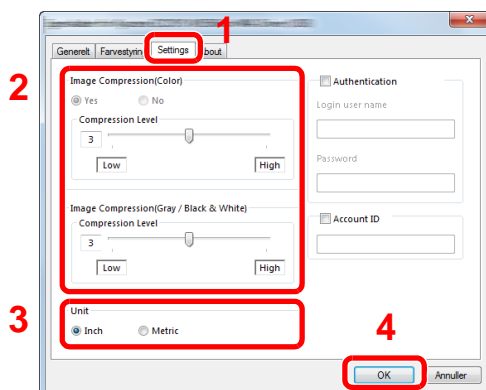 1
Generelt Farvestyring Settings About
2
Image Compression(Color)
Yes No
Compression Level
3
Low High
Image Compression(Gray / Black & White)
Compression Level
3
Low High
Authentication
Login user name
Password
Account ID
3
Unit
Inch Metric
4
OK Annuller